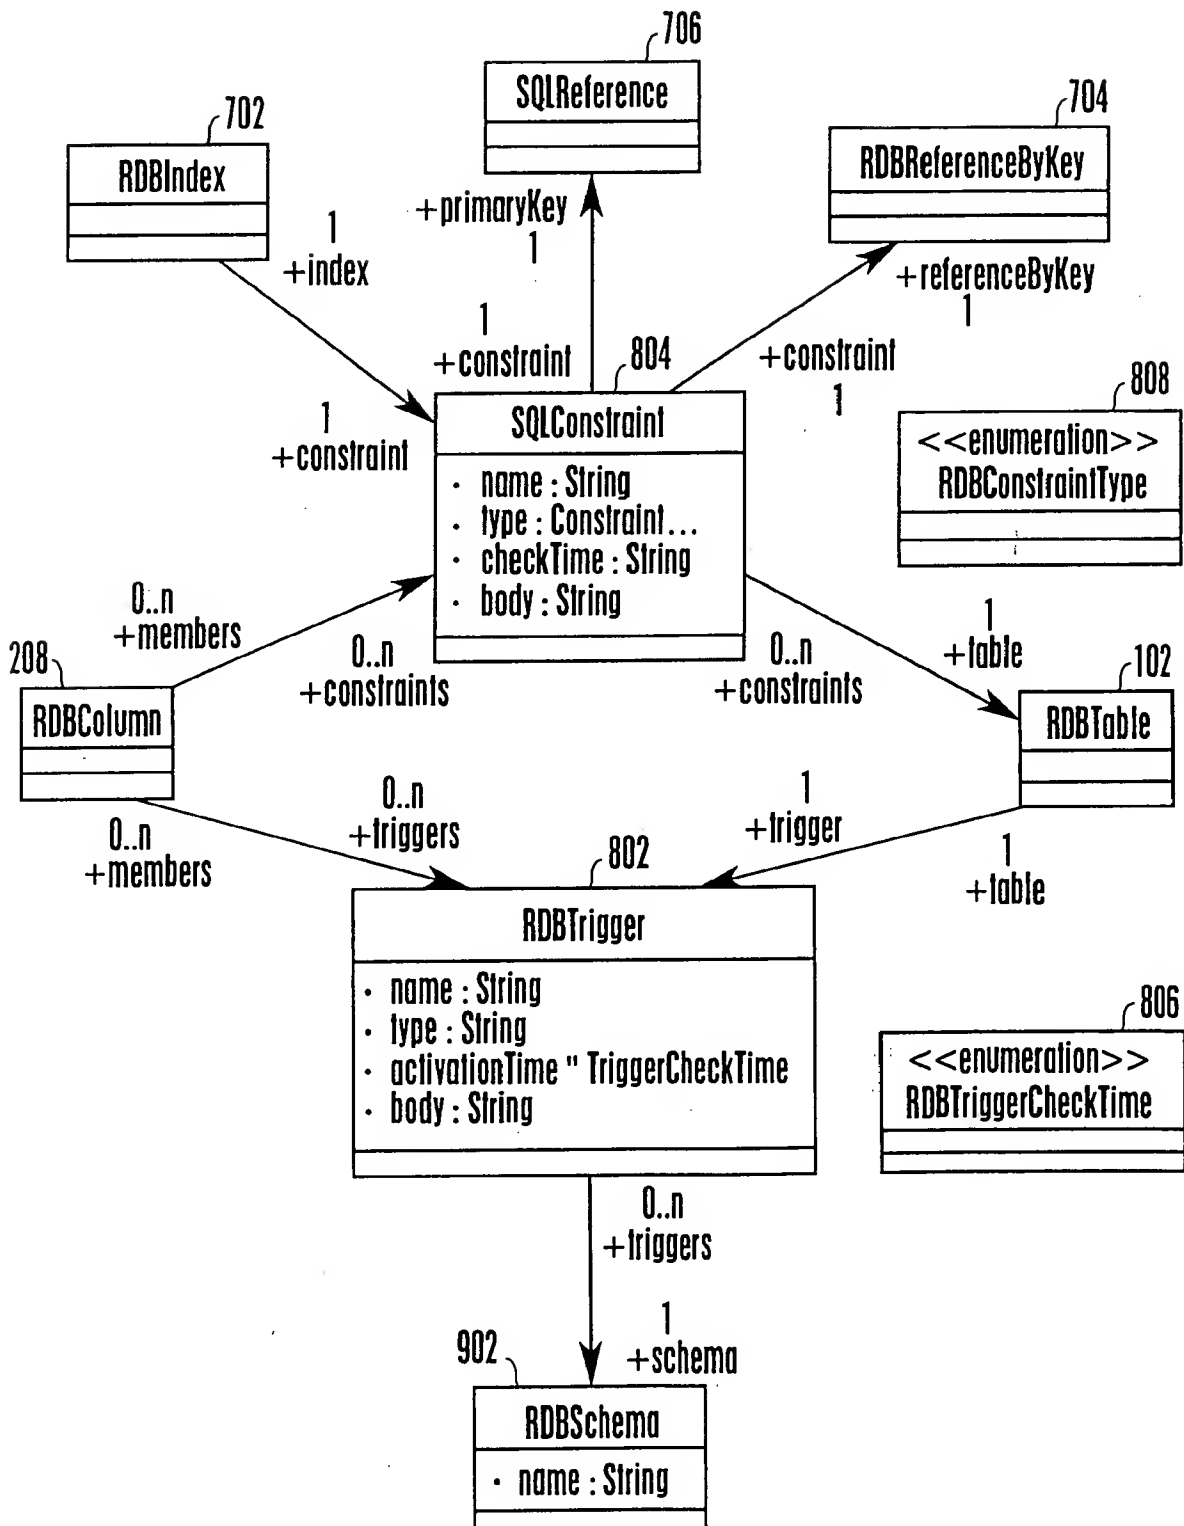 706
SQLReference
702
RDBIndex
704
RDBReferenceByKey
+primaryKey
1
1
+index
+referenceByKey
1
1
+constraint
804
+constraint
1
1
+constraint
SQLConstraint
· name : String
· type : Constraint...
· checkTime : String
· body : String
808
<<enumeration>>
RDBConstraintType
0..n
+members
0..n
+constraints
0..n
+constraints
1
+table
208
RDBColumn
102
RDBTable
0..n
+members
0..n
+triggers
1
+trigger
1
+table
802
RDBTrigger
· name : String
· type : String
· activationTime " TriggerCheckTime
· body : String
806
<<enumeration>>
RDBTriggerCheckTime
0..n
+triggers
1
+schema
902
RDBSchema
· name : String